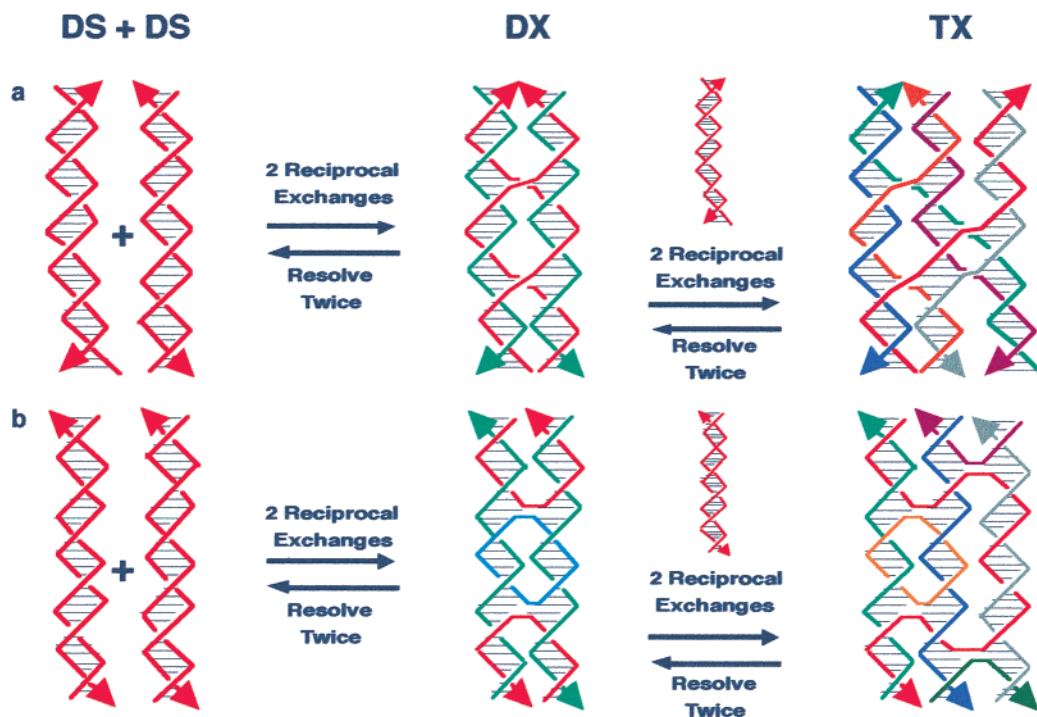 DS + DS
DX
TX
a
+
2 Reciprocal
Exchanges
Resolve
Twice
2 Reciprocal
Exchanges
Resolve
Twice
b
+
2 Reciprocal
Exchanges
Resolve
Twice
2 Reciprocal
Exchanges
Resolve
Twice